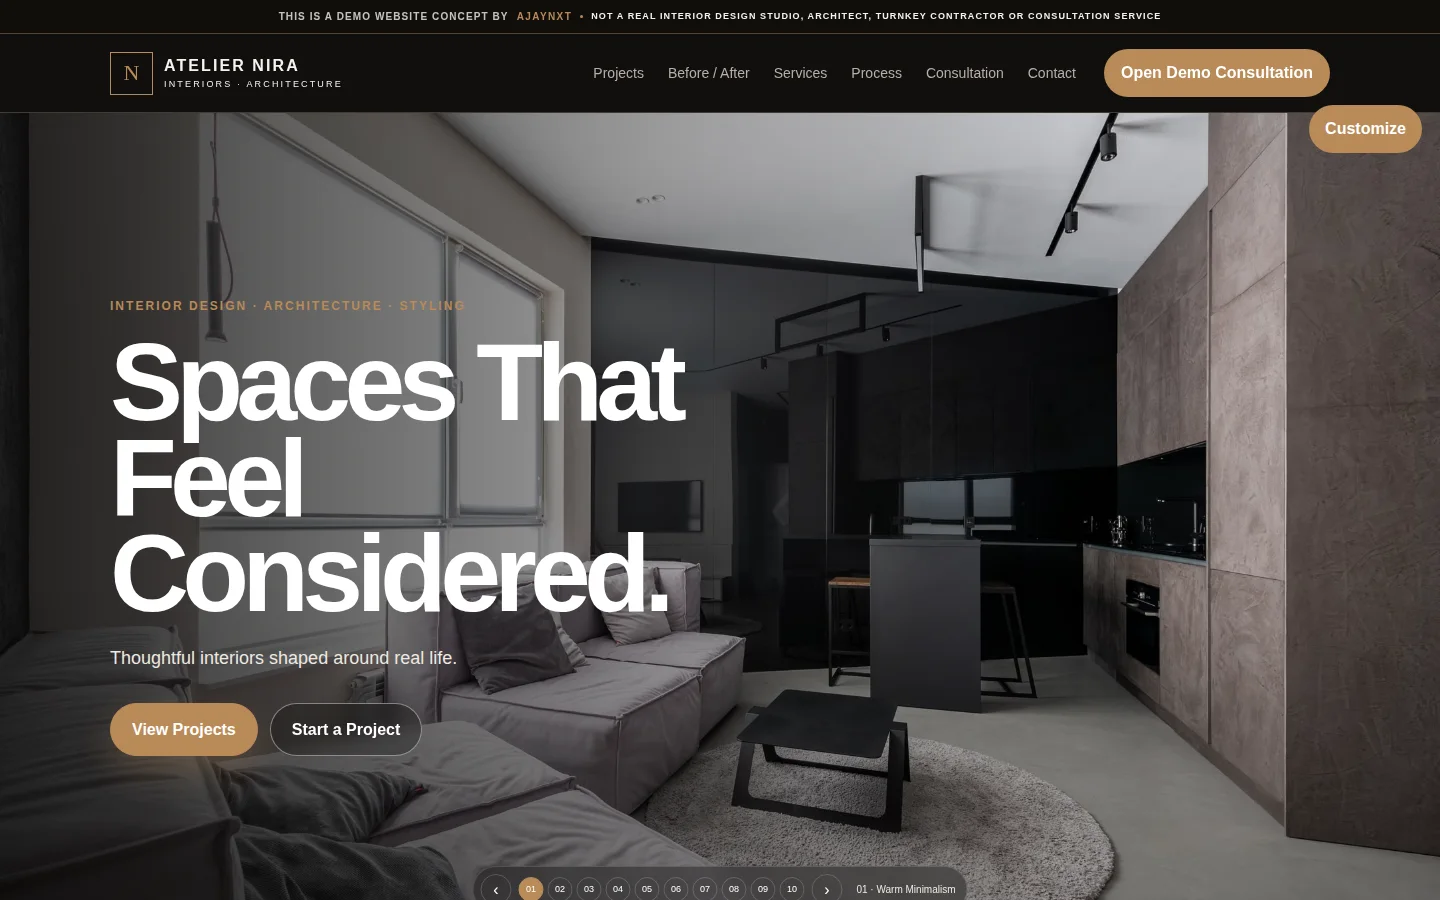 THIS IS A DEMO WEBSITE CONCEPT BY AJAYNXT • NOT A REAL INTERIOR DESIGN STUDIO, ARCHITECT, TURNKEY CONTRACTOR OR CONSULTATION SERVICE
N
ATELIER NIRA
INTERIORS · ARCHITECTURE
Projects Before / After Services Process Consultation Contact Open Demo Consultation
Customize
INTERIOR DESIGN · ARCHITECTURE · STYLING
Spaces That
Feel
Considered.
Thoughtful interiors shaped around real life.
View Projects Start a Project
‹ 01 02 03 04 05 06 07 08 09 10 › 01 · Warm Minimalism